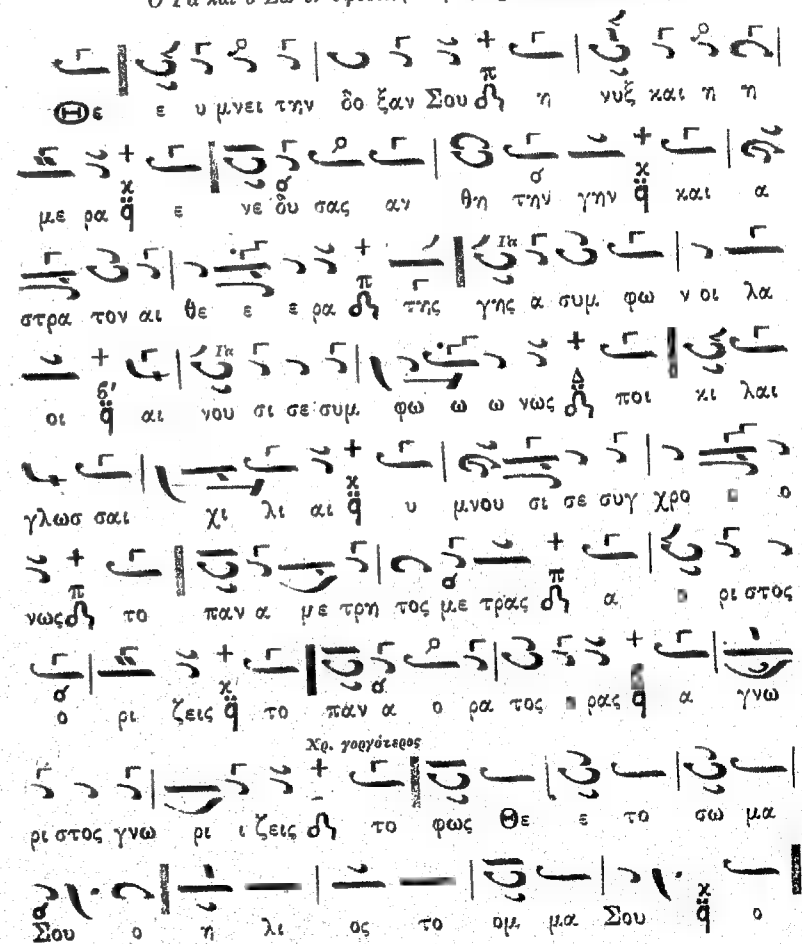 Θε ε υ μνει την δο ξαν Σου η νυξ και η η
με ρα ε νε δυ σας αν θη την γην και α
στρα τον αι θε ε ε ρα της γης α συμ φω ν οι λα
οι αι νου σι σε συμ φω ω ω νως ποι κι λαι
γλωσ σαι χι λι αι υ μνου σι σε συγ χρο ο
νως το παν α με τρη τος με τρας α ρι στος
ο ρι ζεις το παν α ο ρα τος ρας α γνω
Χρ. γοργότερος
ρι στος γνω ρι ι ζεις το φως Θε ε το σω μα
Σου ο η λι ος το ομ μα Σου ο